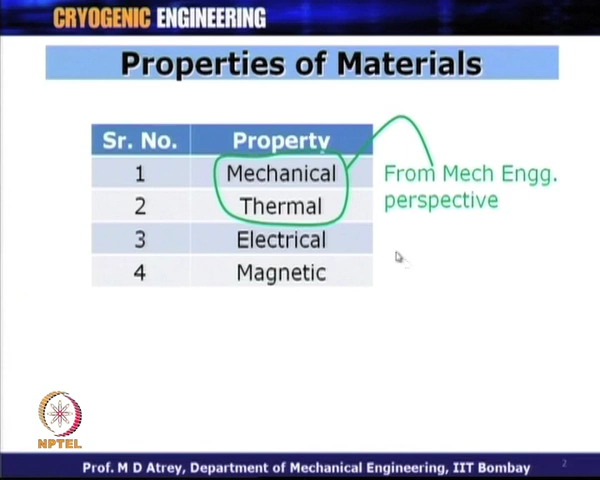 CRYOGENIC ENGINEERING
Properties of Materials
Sr. No. Property
1 Mechanical
2 Thermal
3 Electrical
4 Magnetic
From Mech Engg.
perspective
NPTEL
Prof. M D Atrey, Department of Mechanical Engineering, IIT Bombay
2